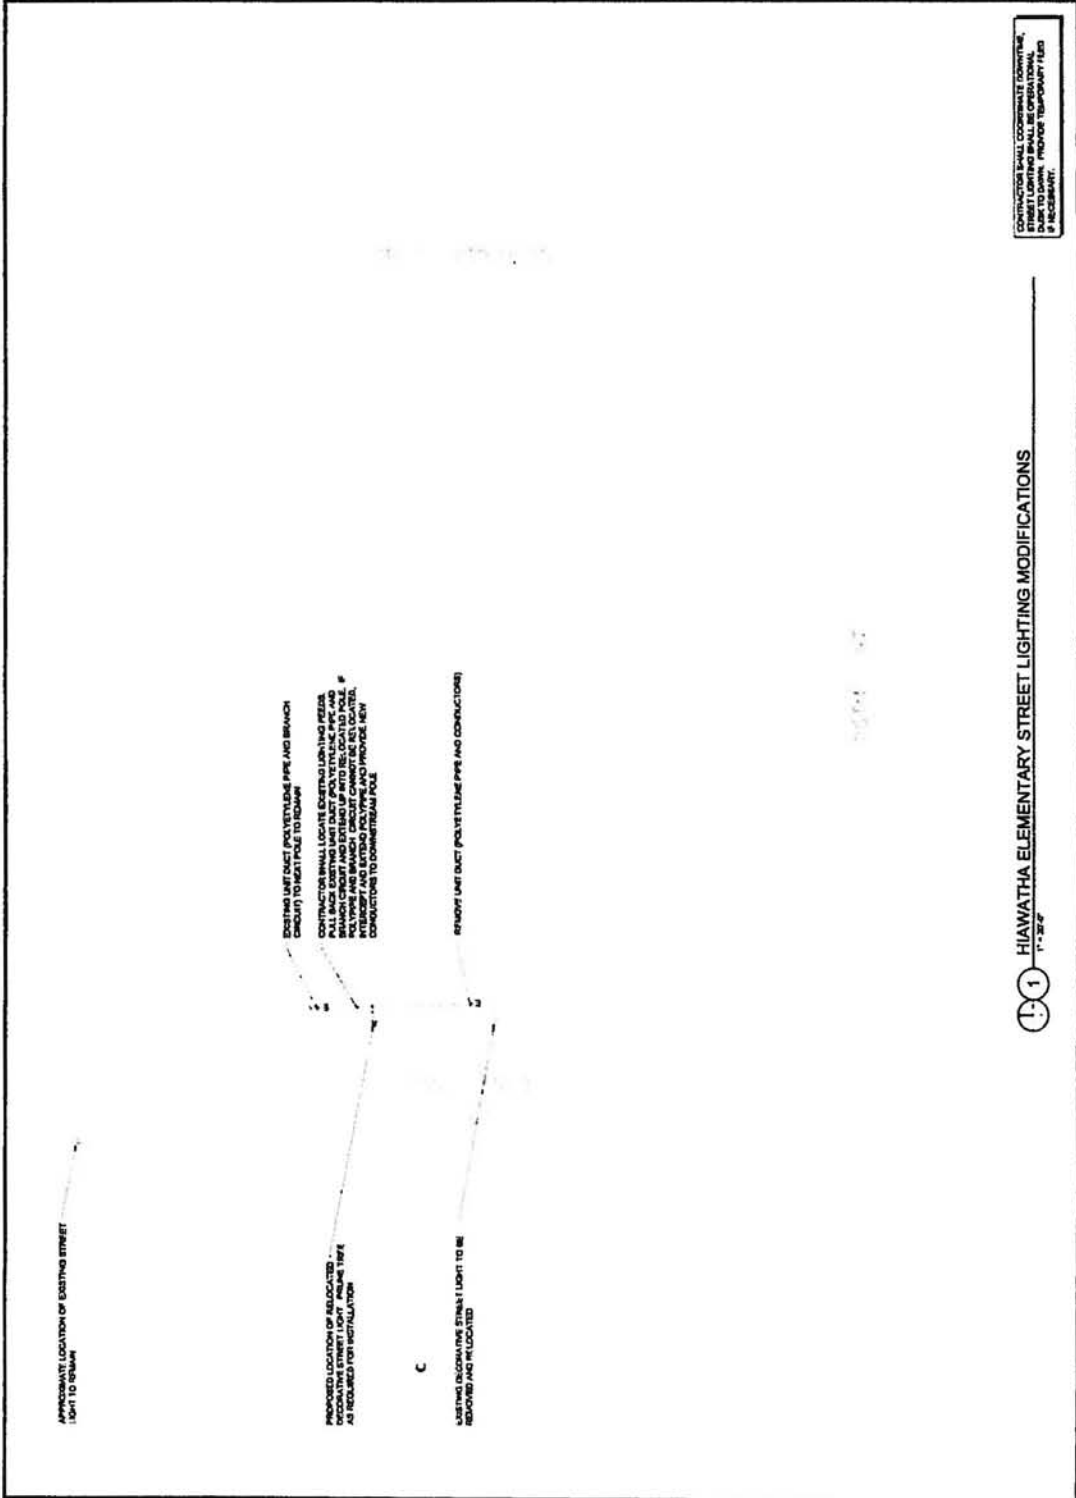 APPROXIMATE LOCATION OF EXISTING STREET
LIGHT TO REMAIN
EXISTING UNIT DUCT (POLYETYLENE PIPE AND BRANCH
CIRCUIT) TO NEXT POLE TO REMAIN
CONTRACTOR SHALL LOCATE EXISTING LIGHTING FEEDS.
PULL BACK EXISTING UNIT DUCT (POLYETYLENE PIPE AND
BRANCH CIRCUIT AND EXTEND UP INTO RELOCATED POLE. IF
POLYPIPE AND BRANCH CIRCUIT CANNOT BE RELOCATED,
INTERCEPT AND EXTEND POLYPIPE AND PROVIDE NEW
CONDUCTORS TO DOWNSTREAM POLE
PROPOSED LOCATION OF RELOCATED
DECORATIVE STREET LIGHT PRUNE TREE
AS REQUIRED FOR INSTALLATION
C
REMOVE UNIT DUCT (POLYETYLENE PIPE AND CONDUCTORS)
EXISTING DECORATIVE STREET LIGHT TO BE
REMOVED AND RELOCATED
1 HIAWATHA ELEMENTARY STREET LIGHTING MODIFICATIONS
1" = 20'-0"
CONTRACTOR SHALL COORDINATE DOWNTIME,
STREET LIGHTING SHALL BE OPERATIONAL
DUSK TO DAWN. PROVIDE TEMPORARY FEED
IF NECESSARY.